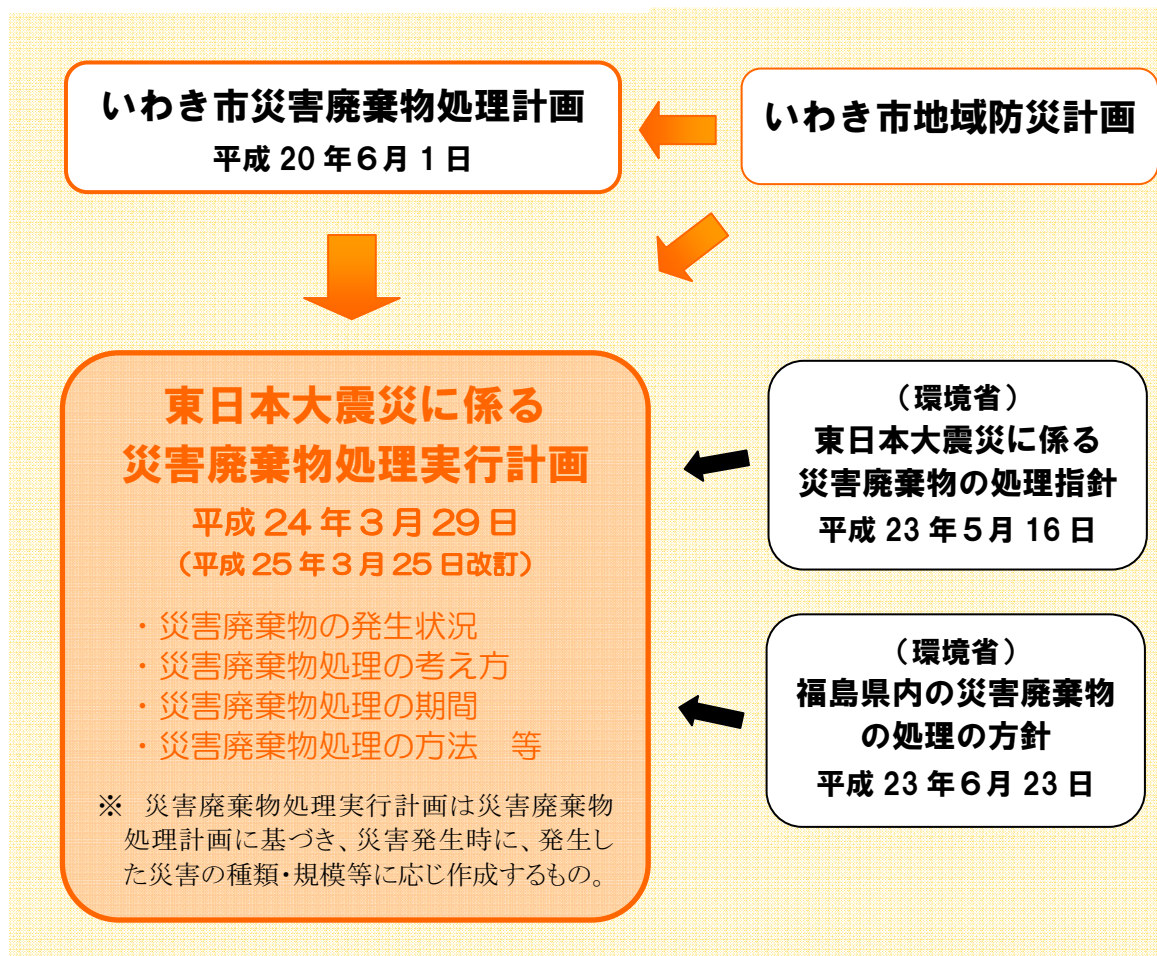 いわき市災害廃棄物処理計画
平成 20 年６月 1 日
いわき市地域防災計画
東日本大震災に係る
災害廃棄物処理実行計画
平成 24 年３月 29 日
（平成 25 年３月 25 日改訂）
・災害廃棄物の発生状況
・災害廃棄物処理の考え方
・災害廃棄物処理の期間
・災害廃棄物処理の方法　等
※　災害廃棄物処理実行計画は災害廃棄物
処理計画に基づき、災害発生時に、発生し
た災害の種類・規模等に応じ作成するもの。
（環境省）
東日本大震災に係る
災害廃棄物の処理指針
平成 23 年５月 16 日
（環境省）
福島県内の災害廃棄物
の処理の方針
平成 23 年６月 23 日